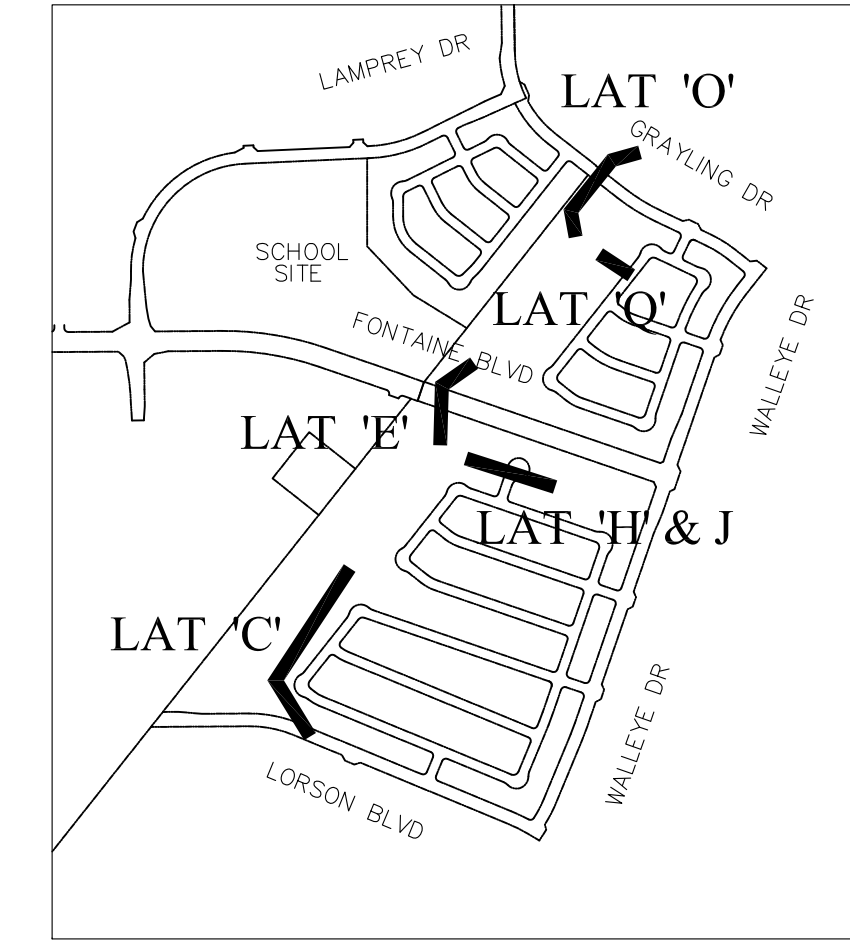 LAMPREY DR
LAT 'O'
GRAYLING DR
SCHOOL
SITE
LAT 'Q'
FONTAINE BLVD
WALLEYE DR
LAT 'E'
LAT 'H' & J
LAT 'C'
WALLEYE DR
LORSON BLVD